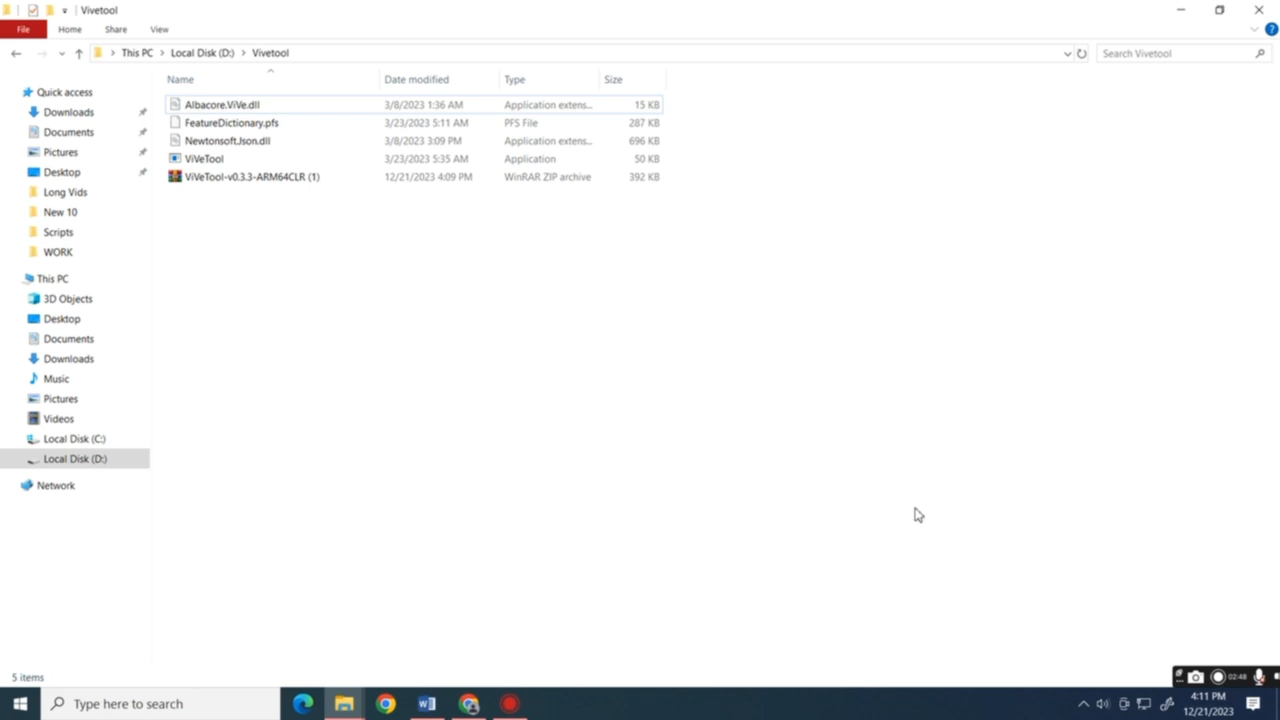 Vivetool
File Home Share View
This PC Local Disk (D:) Vivetool Search Vivetool
Name Date modified Type Size
Albacore.ViVe.dll 3/8/2023 1:36 AM Application extens... 15 KB
FeatureDictionary.pfs 3/23/2023 5:11 AM PFS File 287 KB
Newtonsoft.Json.dll 3/8/2023 3:09 PM Application extens... 696 KB
ViVeTool 3/23/2023 5:35 AM Application 50 KB
ViVeTool-v0.3.3-ARM64CLR (1) 12/21/2023 4:09 PM WinRAR ZIP archive 392 KB
Quick access
Downloads
Documents
Pictures
Desktop
Long Vids
New 10
Scripts
WORK
This PC
3D Objects
Desktop
Documents
Downloads
Music
Pictures
Videos
Local Disk (C:)
Local Disk (D:)
Network
5 items
02:48
Type here to search
4:11 PM
12/21/2023